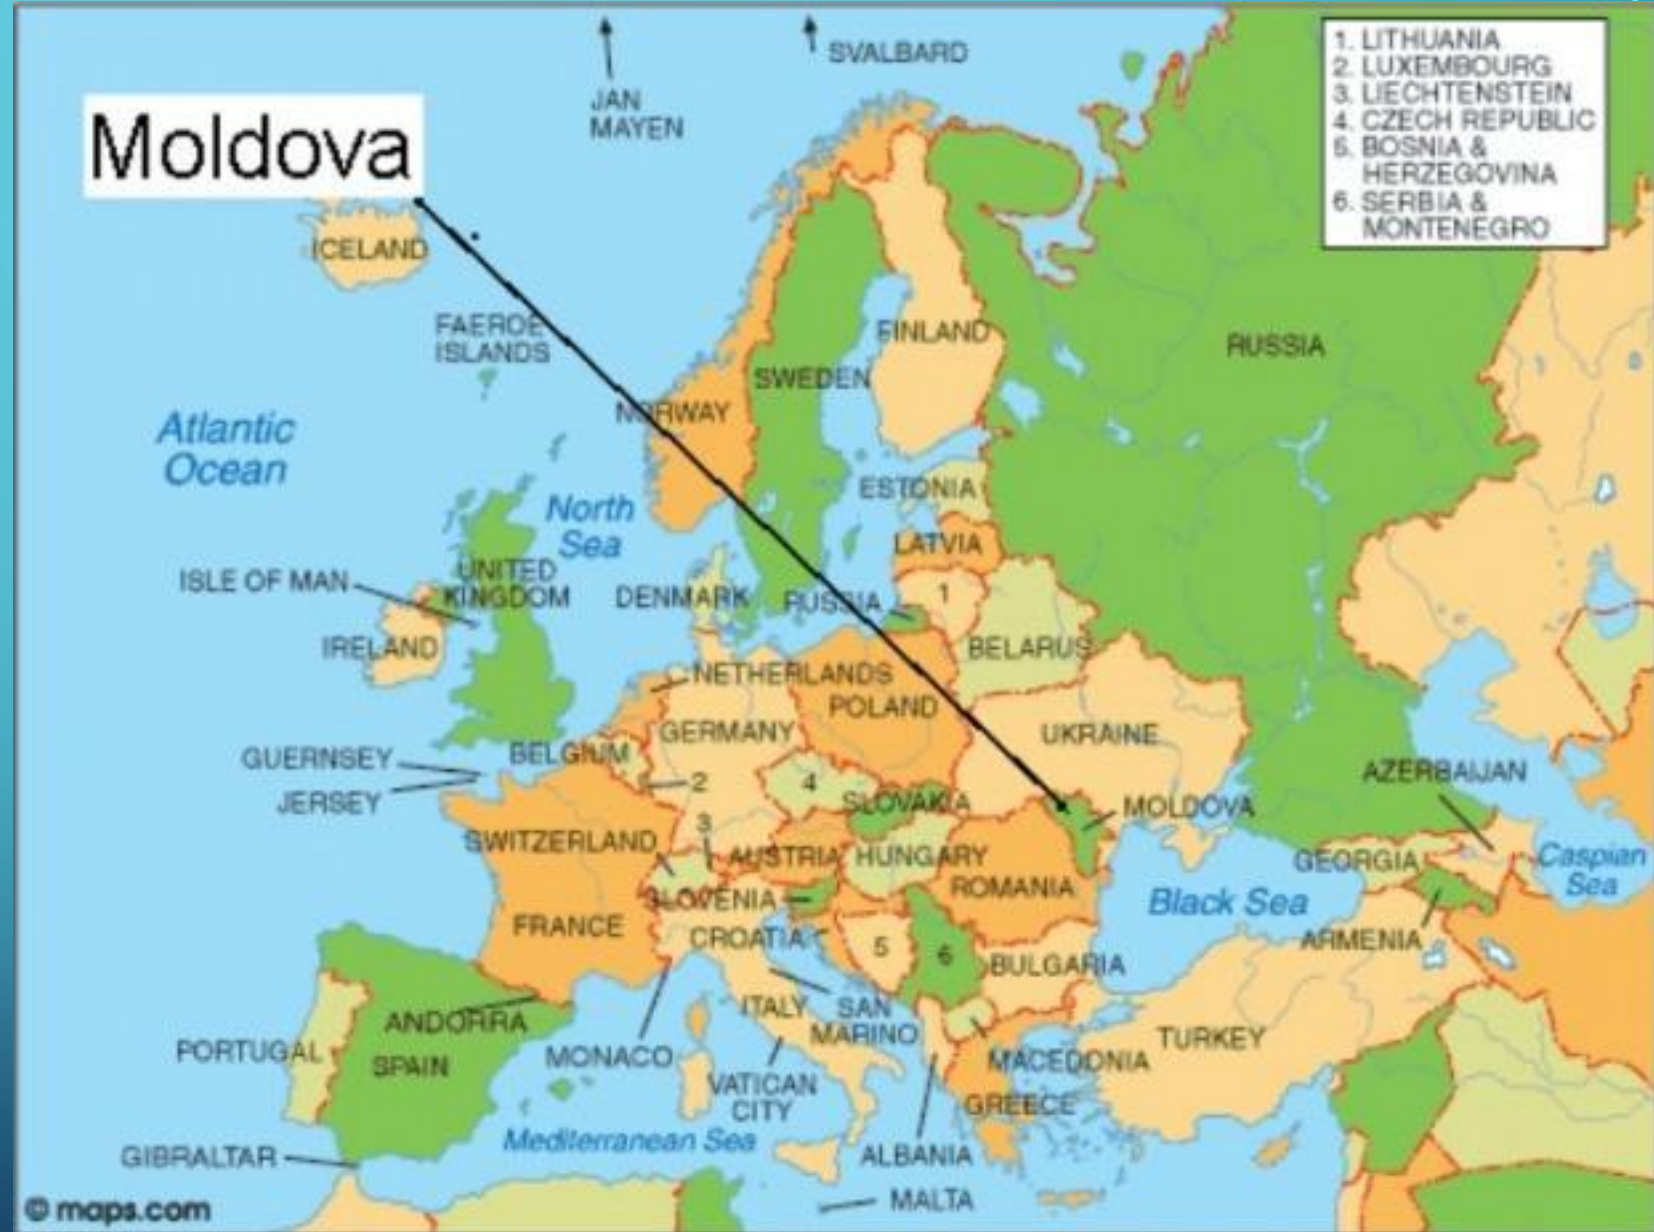 SVALBARD
JAN
MAYEN
1. LITHUANIA
2. LUXEMBOURG
3. LIECHTENSTEIN
4. CZECH REPUBLIC
5. BOSNIA &
HERZEGOVINA
6. SERBIA &
MONTENEGRO
Moldova
ICELAND
FAEROE
ISLANDS
FINLAND
RUSSIA
SWEDEN
NORWAY
Atlantic
Ocean
ESTONIA
North
Sea
LATVIA
ISLE OF MAN
UNITED
KINGDOM
DENMARK
RUSSIA
1
IRELAND
BELARUS
NETHERLANDS
POLAND
GERMANY
UKRAINE
GUERNSEY
BELGIUM
JERSEY
2
4
SLOVAKIA
AZERBAIJAN
MOLDOVA
3
SWITZERLAND
AUSTRIA
HUNGARY
GEORGIA
Caspian
Sea
ROMANIA
SLOVENIA
Black Sea
FRANCE
CROATIA
5
6
ARMENIA
BULGARIA
ITALY
SAN
MARINO
ANDORRA
PORTUGAL
SPAIN
MONACO
TURKEY
MACEDONIA
VATICAN
CITY
GREECE
Mediterranean Sea
ALBANIA
GIBRALTAR
MALTA
© maps.com